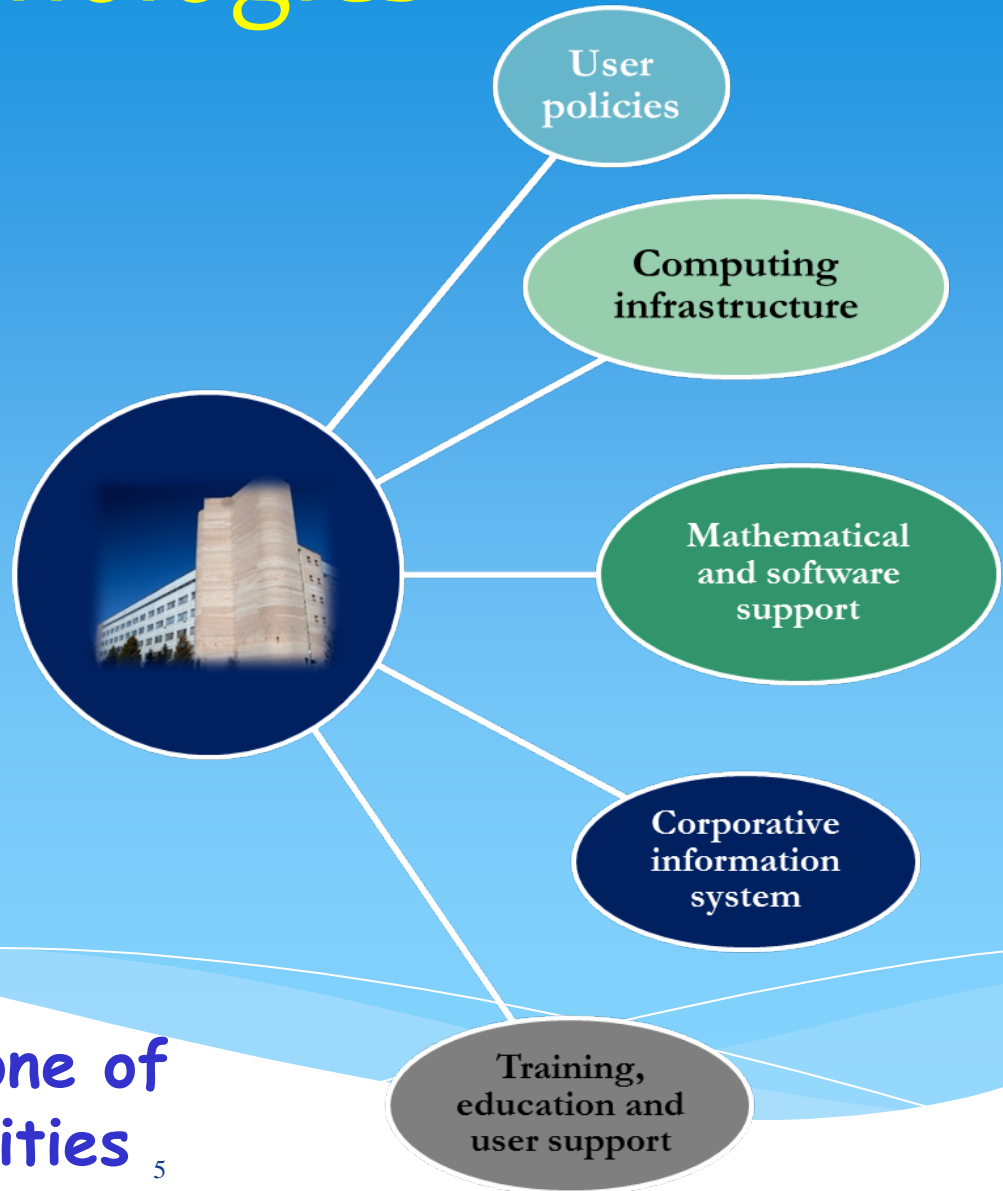 User
policies
Computing
infrastructure
Mathematical
and software
support
Corporative
information
system
Training,
education and
user support
one of
5